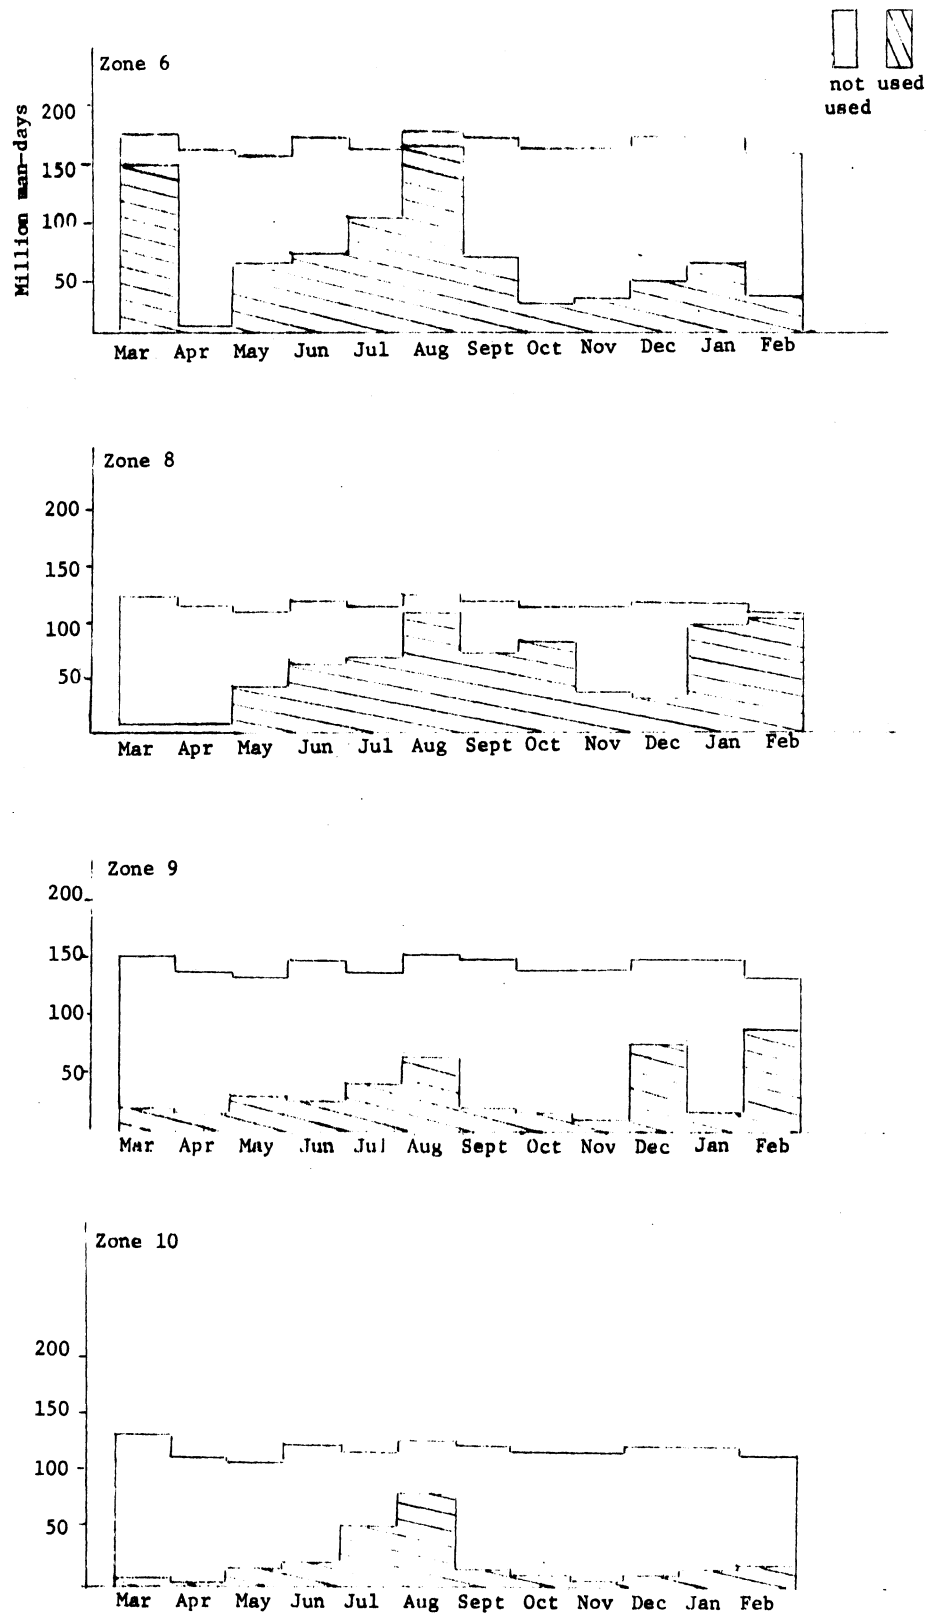 not used
used
Zone 6
Million man-days
200
150
100
50
Mar Apr May Jun Jul Aug Sept Oct Nov Dec Jan Feb
Zone 8
200
150
100
50
Mar Apr May Jun Jul Aug Sept Oct Nov Dec Jan Feb
Zone 9
200
150
100
50
Mar Apr May Jun Jul Aug Sept Oct Nov Dec Jan Feb
Zone 10
200
150
100
50
Mar Apr May Jun Jul Aug Sept Oct Nov Dec Jan Feb